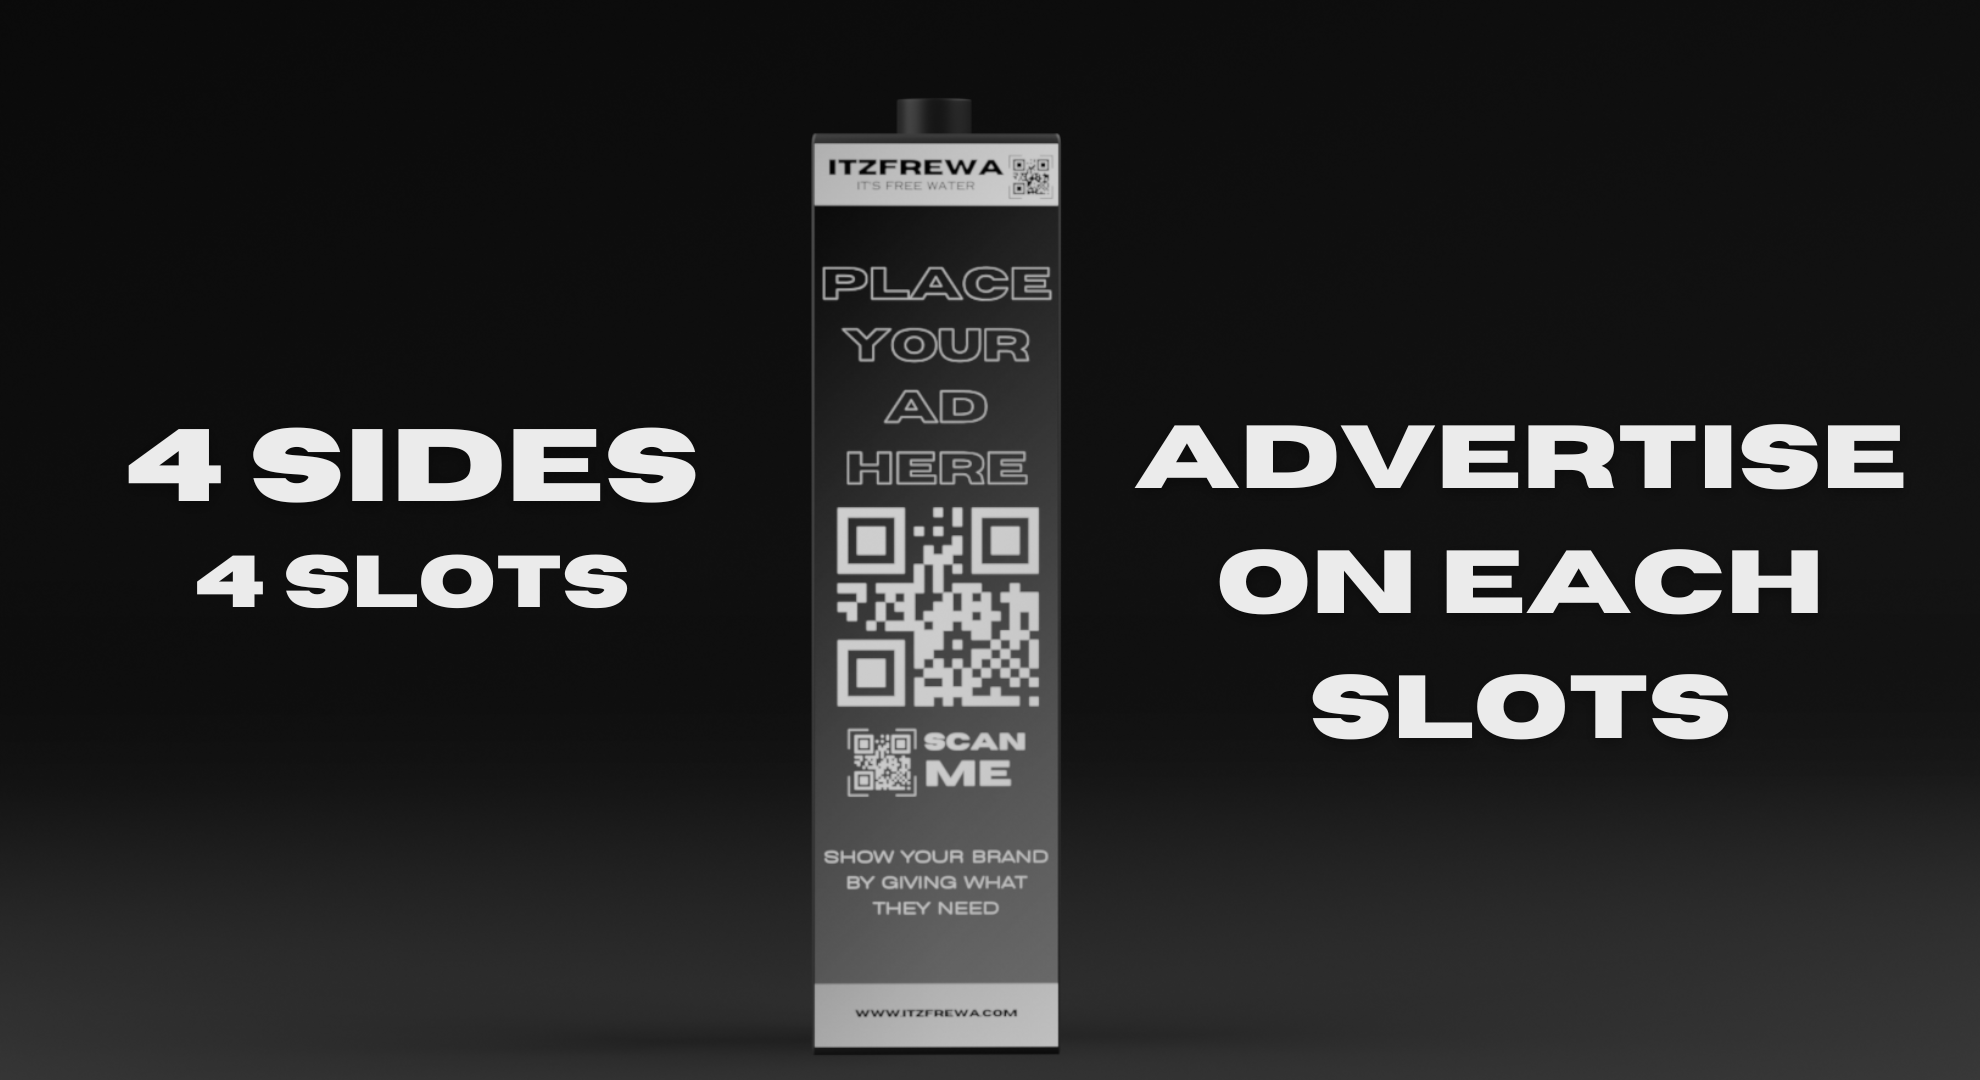 4 SIDES
4 SLOTS
ITZFREWA
IT'S FREE WATER
PLACE
YOUR
AD
HERE
SCAN
ME
SHOW YOUR BRAND
BY GIVING WHAT
THEY NEED
WWW.ITZFREWA.COM
ADVERTISE
ON EACH
SLOTS